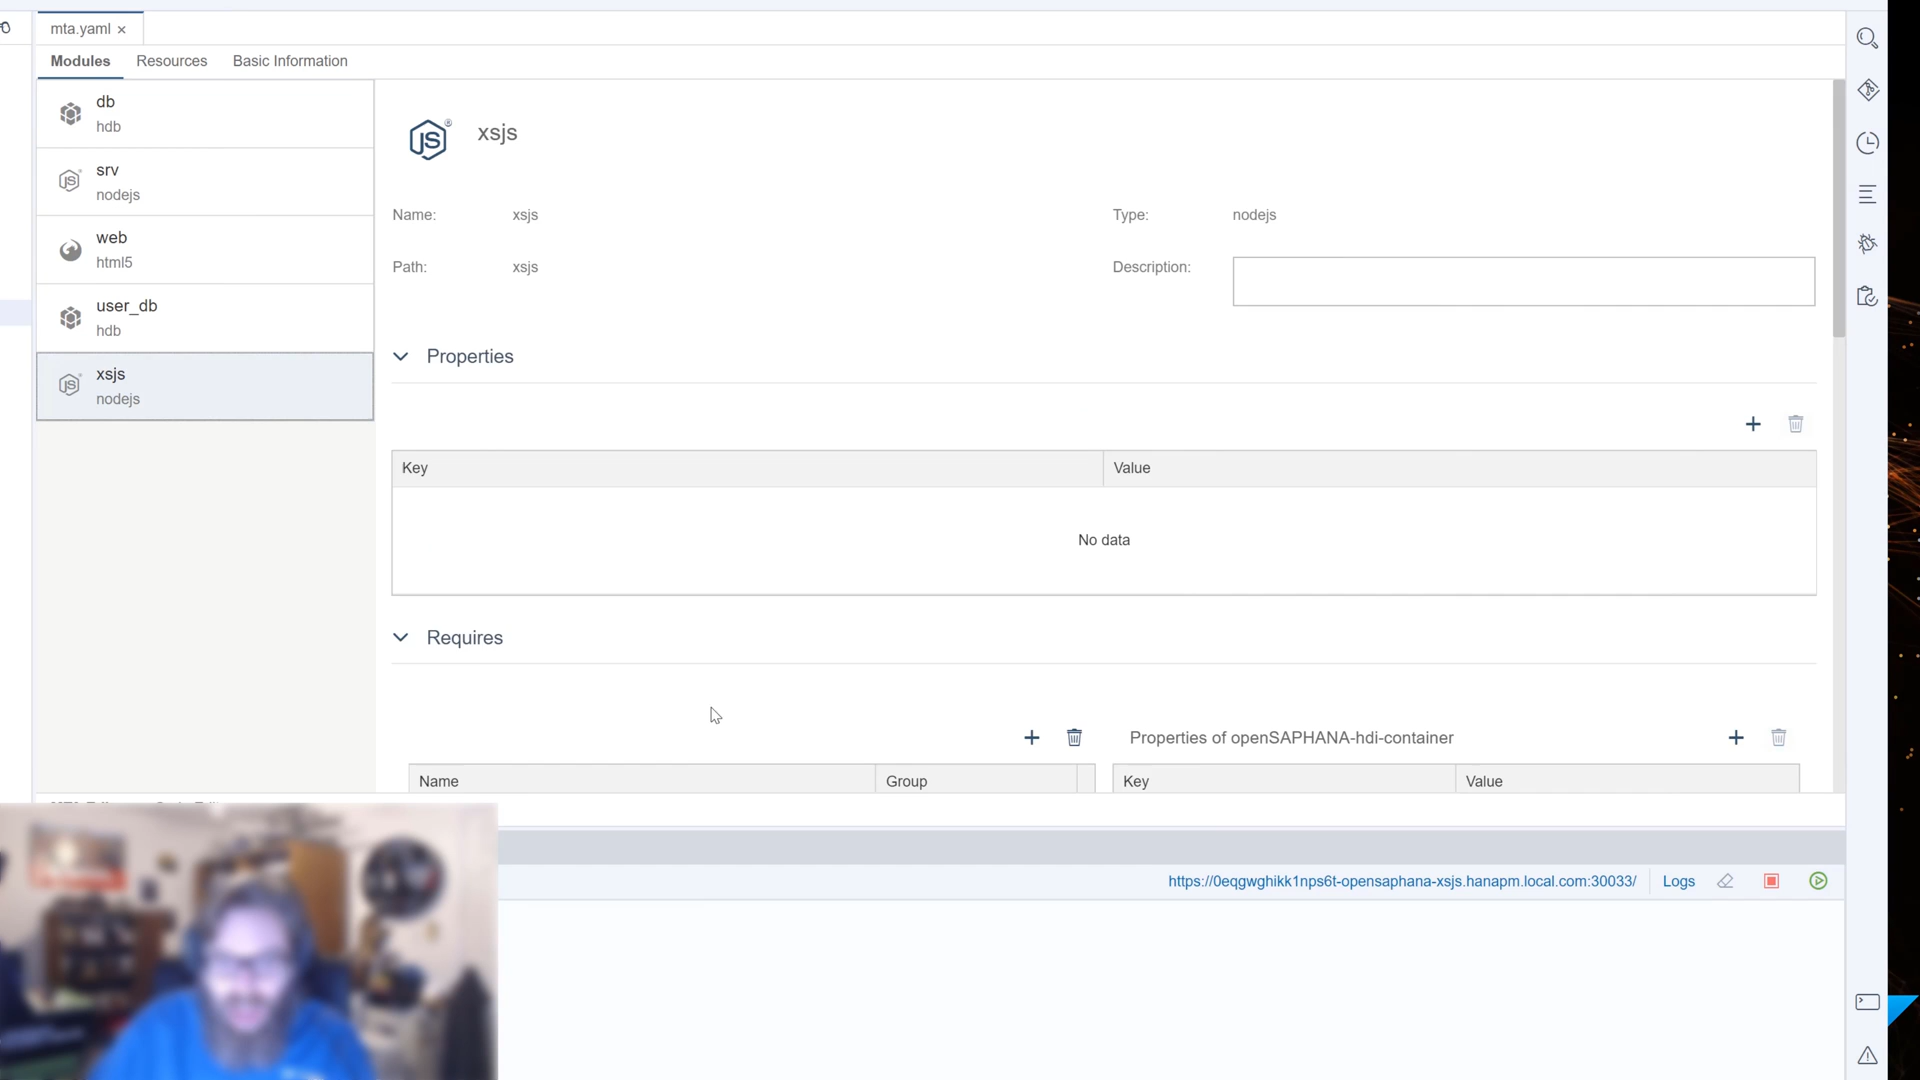 mta.yaml
Modules Resources Basic Information
db
hdb
srv
nodejs
web
html5
user_db
hdb
xsjs
nodejs
JS
xsjs
Name: xsjs
Type: nodejs
Path: xsjs
Description:
Properties
Key Value
No data
Requires
Properties of openSAPHANA-hdi-container
Name Group
Key Value
https://0eqgwghikk1nps6t-opensaphana-xsjs.hanapm.local.com:30033/ Logs